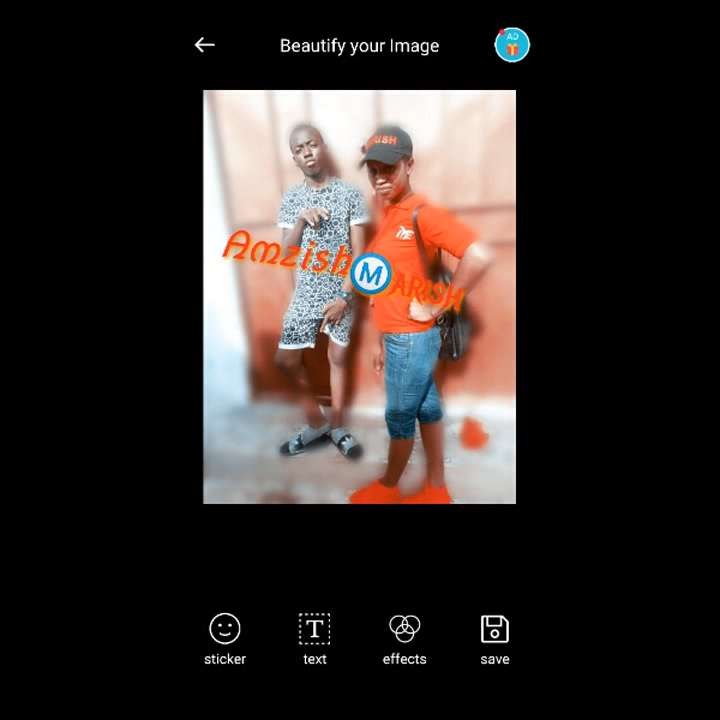 Beautify your Image
AD
RISH
Amzish M ARISH
sticker text effects save